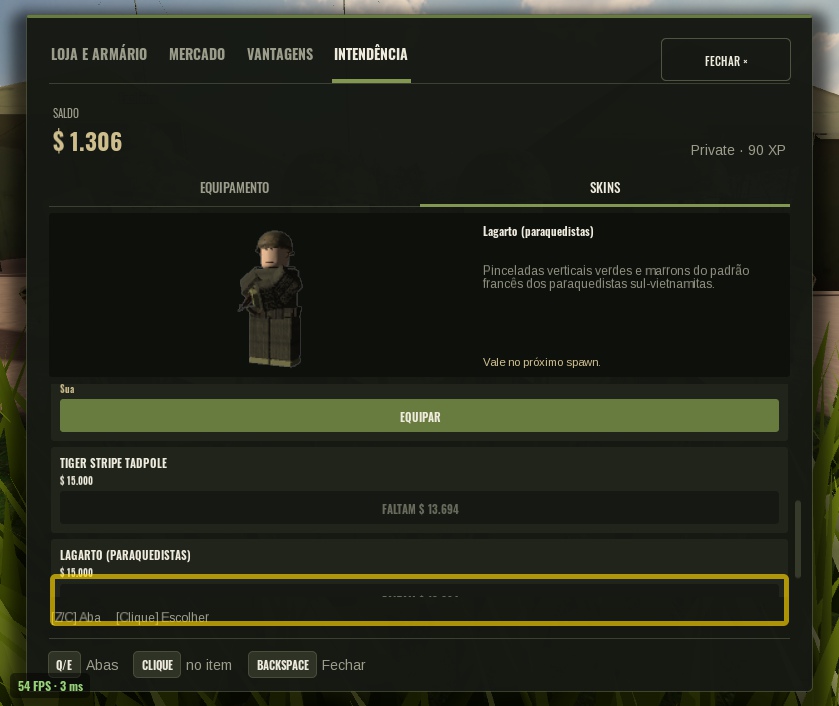 LOJA E ARMÁRIO MERCADO VANTAGENS INTENDÊNCIA FECHAR ×
SALDO
$ 1.306
Private · 90 XP
EQUIPAMENTO SKINS
Lagarto (paraquedistas)
Pinceladas verticais verdes e marrons do padrão
francês dos paraquedistas sul-vietnamitas.
Vale no próximo spawn.
Sua
EQUIPAR
TIGER STRIPE TADPOLE
$ 15.000
FALTAM $ 13.694
LAGARTO (PARAQUEDISTAS)
$ 15.000
[Z/C] Aba [Clique] Escolher
Q/E Abas CLIQUE no item BACKSPACE Fechar
54 FPS · 3 ms